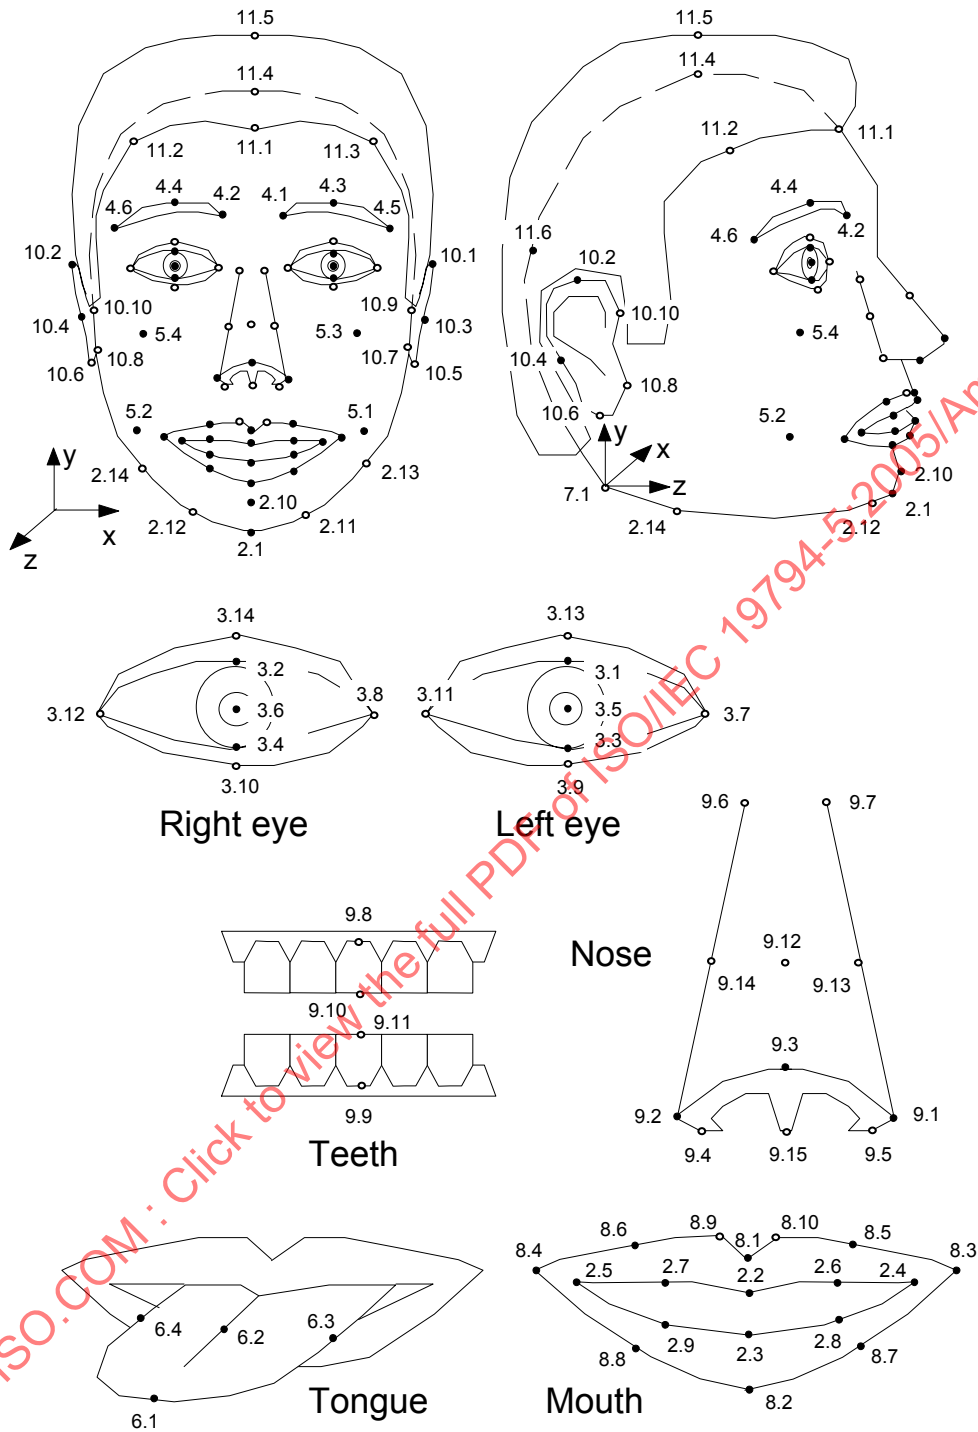 11.5
11.4
11.2 11.1 11.3
4.4 4.2 4.1 4.3
4.6 4.5
10.2 10.1
10.10 10.9
10.4 5.4 5.3 10.3
10.8 10.7
10.6 10.5
5.2 5.1
y
2.14 2.13
2.10
2.12 2.11
x
2.1
z
11.5
11.4
11.2 11.1
4.4
4.2
4.6
11.6
10.2
10.10
5.4
10.4
10.8
10.6
5.2
y
x
2.10
7.1 z
2.1
2.14 2.12
3.14
3.2
3.8
3.12 3.6
3.4
3.10
Right eye
3.13
3.1
3.11
3.5 3.7
3.3
3.9
Left eye
9.8
9.10 9.11
9.9
Teeth
9.6 9.7
Nose
9.12
9.14 9.13
9.3
9.2 9.1
9.4 9.15 9.5
6.4 6.2 6.3
6.1
Tongue
8.6 8.9 8.10 8.5
8.1
8.4 8.3
2.5 2.7 2.2 2.6 2.4
2.9 2.3 2.8
8.8 8.7
8.2
Mouth
ISO.COM : Click to view the full PDF of ISO/IEC 19794-5:2005/Am